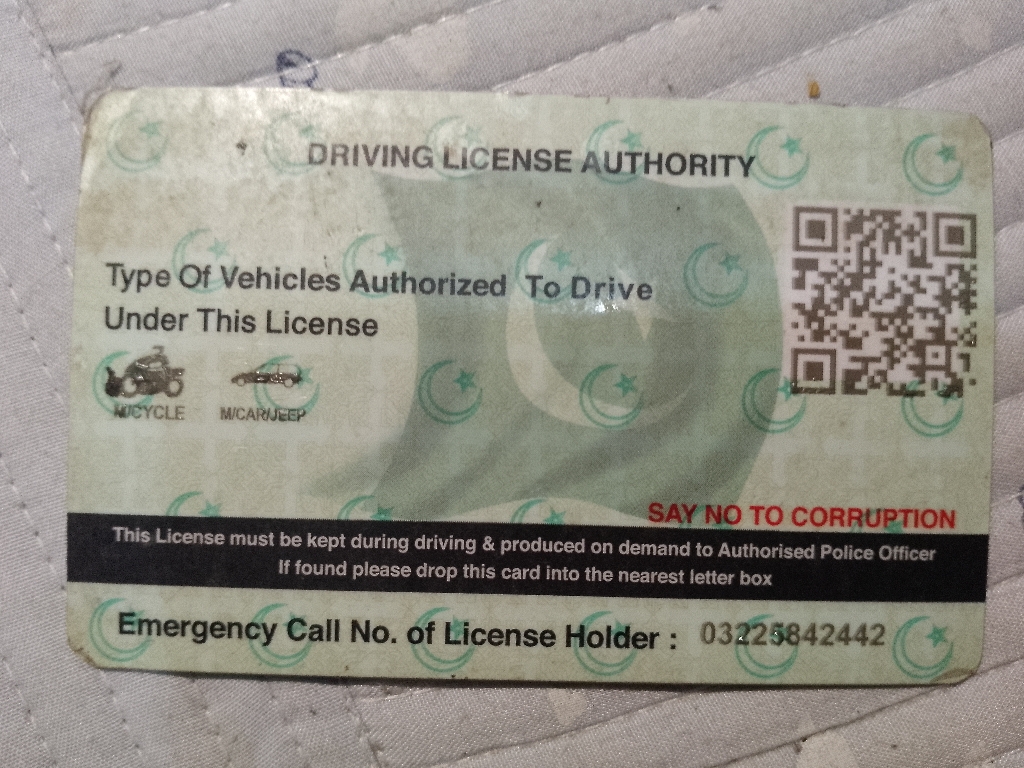 DRIVING LICENSE AUTHORITY
Type Of Vehicles Authorized To Drive
Under This License
M/CYCLE M/CAR/JEEP
SAY NO TO CORRUPTION
This License must be kept during driving & produced on demand to Authorised Police Officer
If found please drop this card into the nearest letter box
Emergency Call No. of License Holder : 03225842442